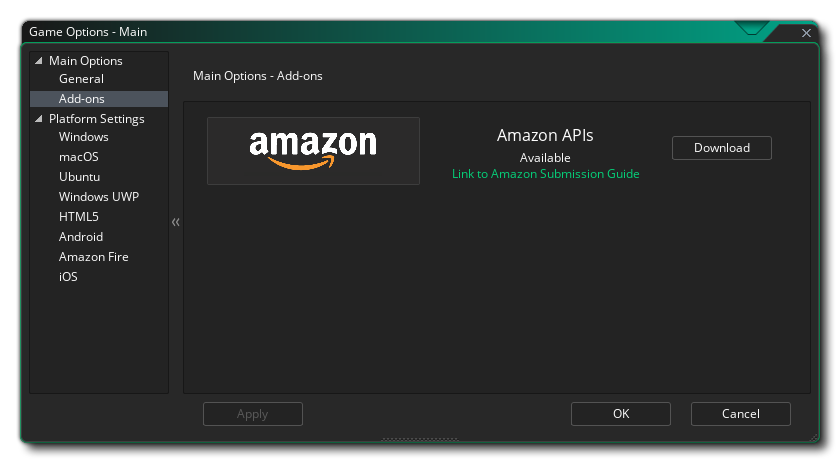 Game Options - Main
Main Options
General
Add-ons
Platform Settings
Windows
macOS
Ubuntu
Windows UWP
HTML5
Android
Amazon Fire
iOS
Main Options - Add-ons
amazon
Amazon APIs
Available
Link to Amazon Submission Guide
Download
Apply
OK
Cancel